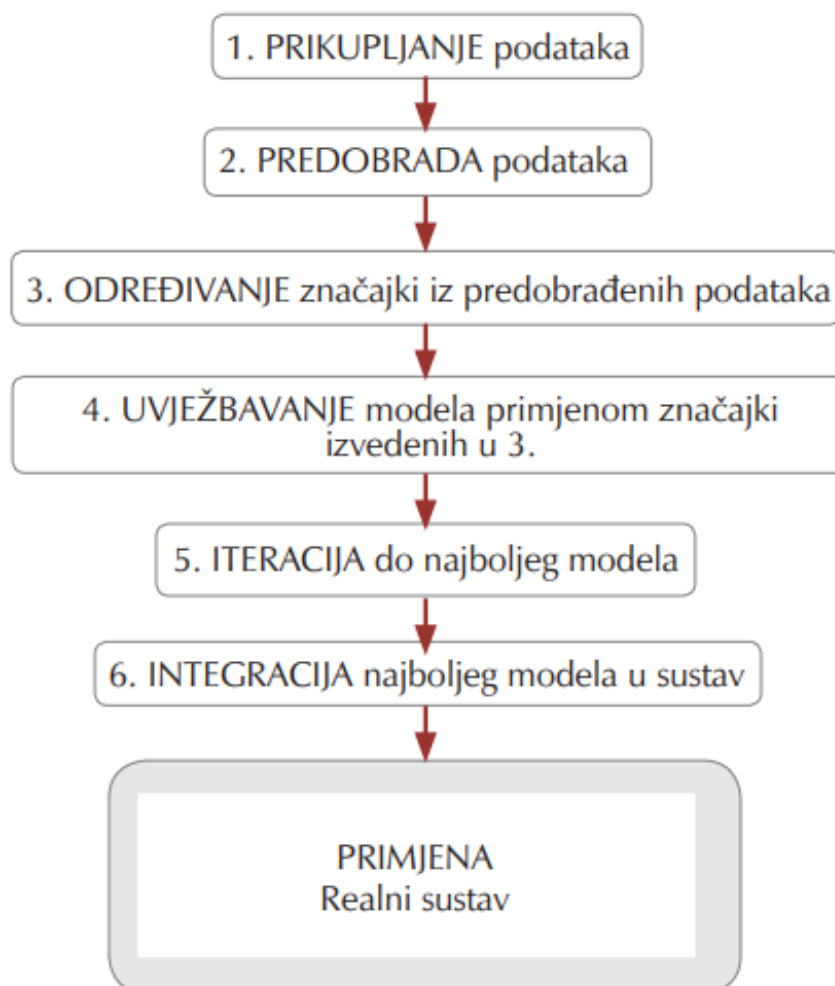 1. PRIKUPLJANJE podataka
2. PREDOBRADA podataka
3. ODREĐIVANJE značajki iz predobrađenih podataka
4. UVJEŽBAVANJE modela primjenom značajki
izvedenih u 3.
5. ITERACIJA do najboljeg modela
6. INTEGRACIJA najboljeg modela u sustav
PRIMJENA
Realni sustav